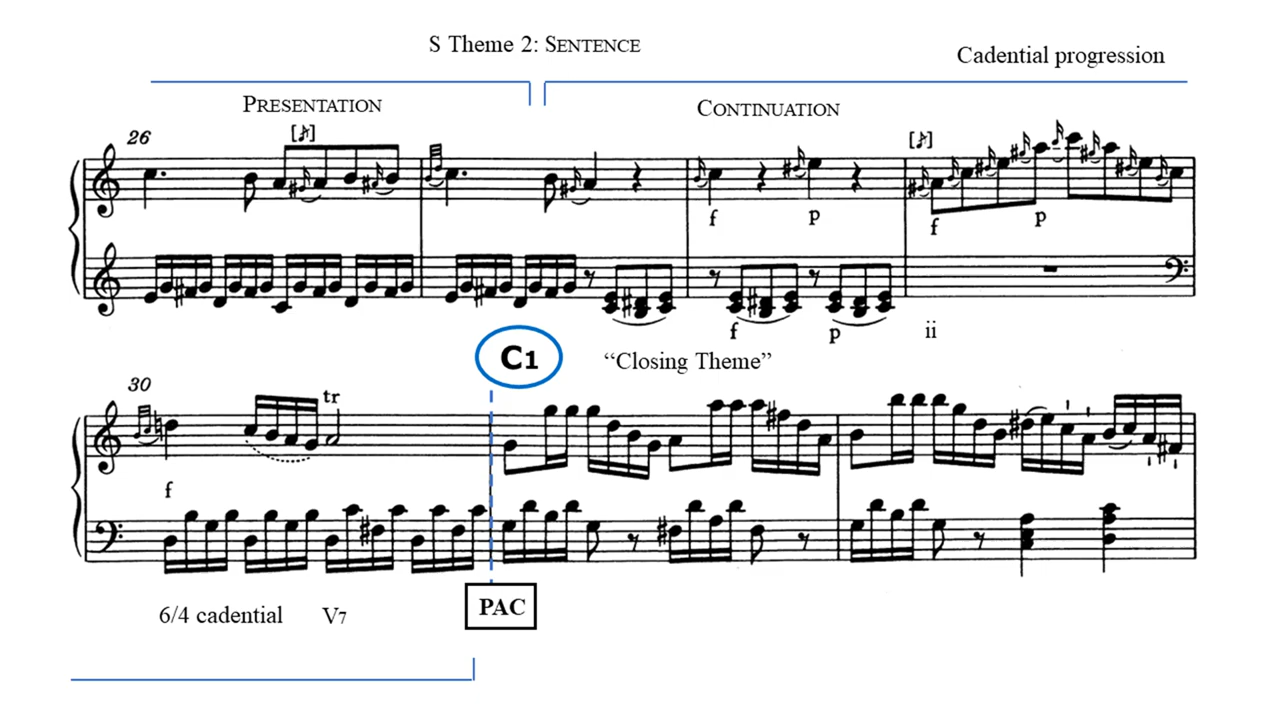 S Theme 2: SENTENCE
Cadential progression
PRESENTATION
CONTINUATION
26
f
p
f
p
f
p
ii
C1
"Closing Theme"
30
tr
f
6/4 cadential
V7
PAC